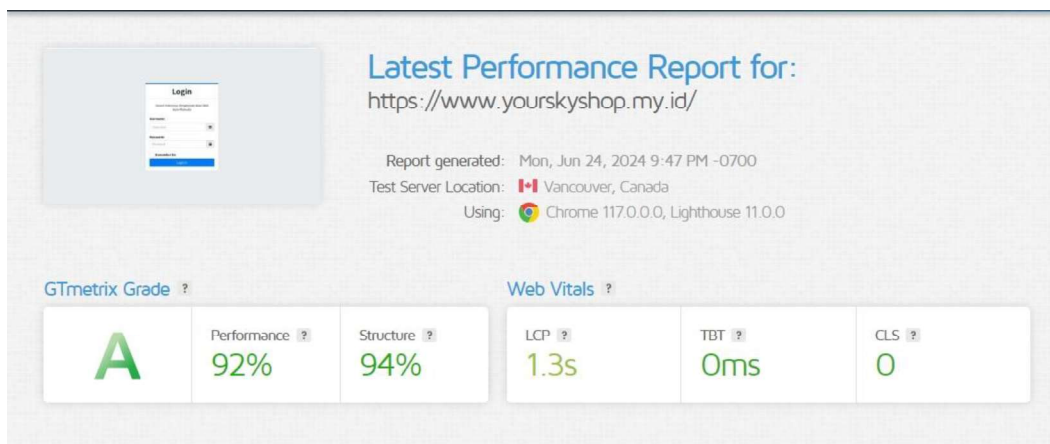 Latest Performance Report for:
https://www.yourskyshop.my.id/
Login
Report generated: Mon, Jun 24, 2024 9:47 PM -0700
Test Server Location: Vancouver, Canada
Using: Chrome 117.0.0.0, Lighthouse 11.0.0
GTmetrix Grade ?
A
Performance ?
92%
Structure ?
94%
Web Vitals ?
LCP ?
1.3s
TBT ?
0ms
CLS ?
0